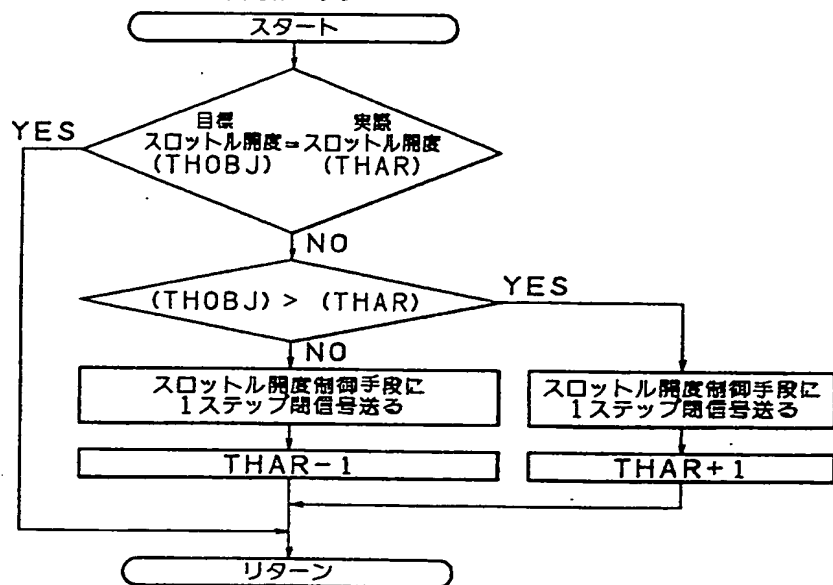 スタート
目標 実際
スロットル開度=スロットル開度
(THOBJ) (THAR)
YES
NO
(THOBJ) > (THAR)
YES
NO
スロットル開度制御手段に
1ステップ閉信号送る
スロットル開度制御手段に
1ステップ閉信号送る
THAR-1
THAR+1
リターン